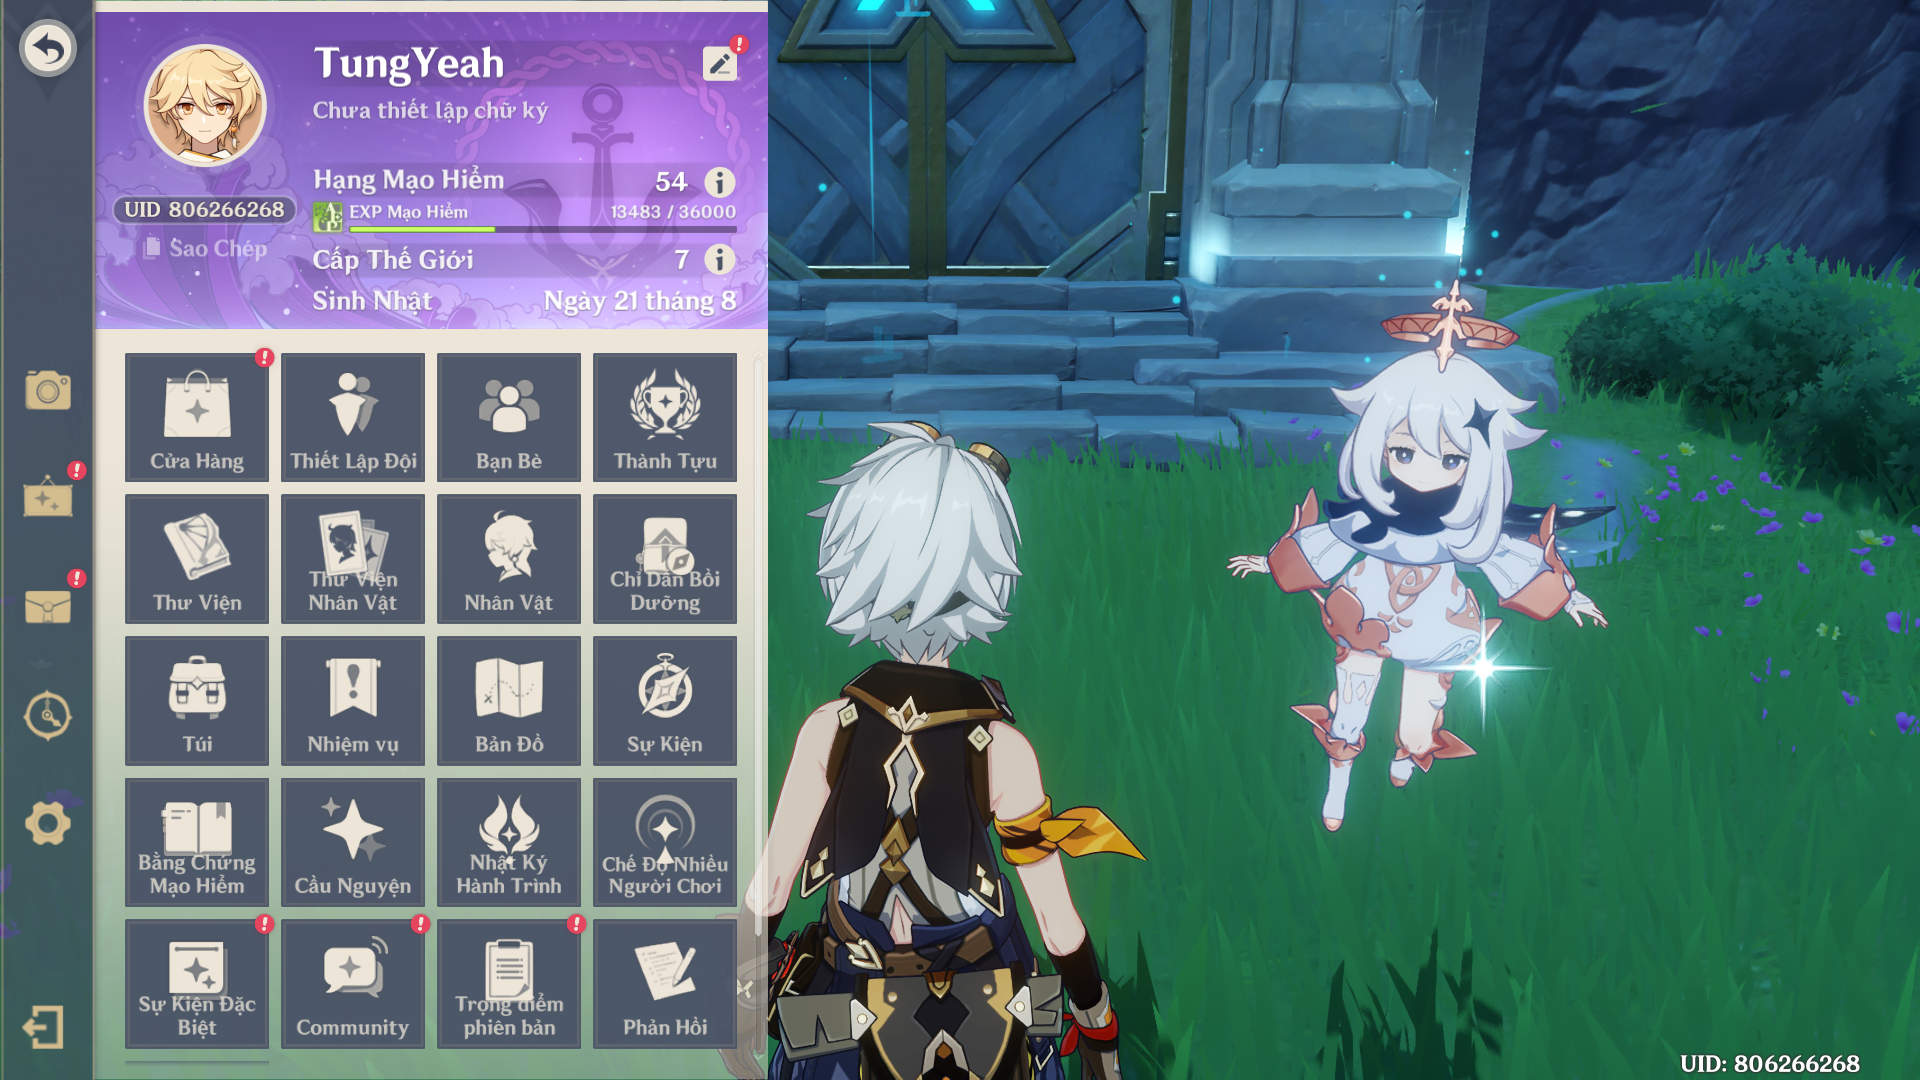 TungYeah
Chưa thiết lập chữ ký
Hạng Mạo Hiểm 54
EXP Mạo Hiểm 13483 / 36000
UID 806266268
Sao Chép
Cấp Thế Giới 7
Sinh Nhật Ngày 21 tháng 8
Cửa Hàng
Thiết Lập Đội
Bạn Bè
Thành Tựu
Thư Viện
Thư Viện
Nhân Vật
Nhân Vật
Chỉ Dẫn Bồi
Dưỡng
Túi
Nhiệm vụ
Bản Đồ
Sự Kiện
Bằng Chứng
Mạo Hiểm
Cầu Nguyện
Nhật Ký
Hành Trình
Chế Độ Nhiều
Người Chơi
Sự Kiện Đặc
Biệt
Community
Trọng điểm
phiên bản
Phản Hồi
UID: 806266268